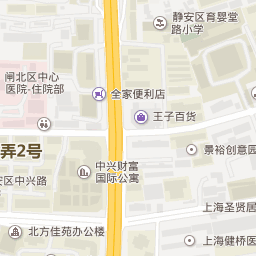 静安区育婴堂
路小学
闸北区中心
医院-住院部
全家便利店
王子百货
弄2号
景裕创意园
中兴财富
国际公寓
安区中兴路
上海圣贤居
北方佳苑办公楼
上海健桥医